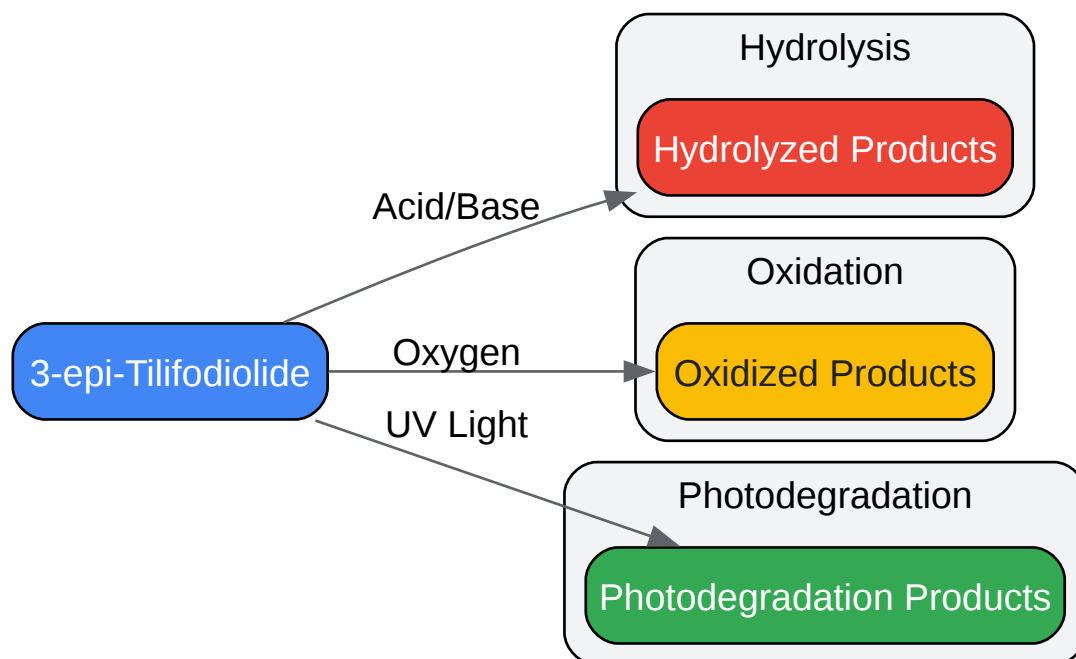 Hydrolysis
Hydrolyzed Products
Acid/Base
Oxidation
3-epi-Tilifodiolide
Oxygen
Oxidized Products
UV Light
Photodegradation
Photodegradation Products